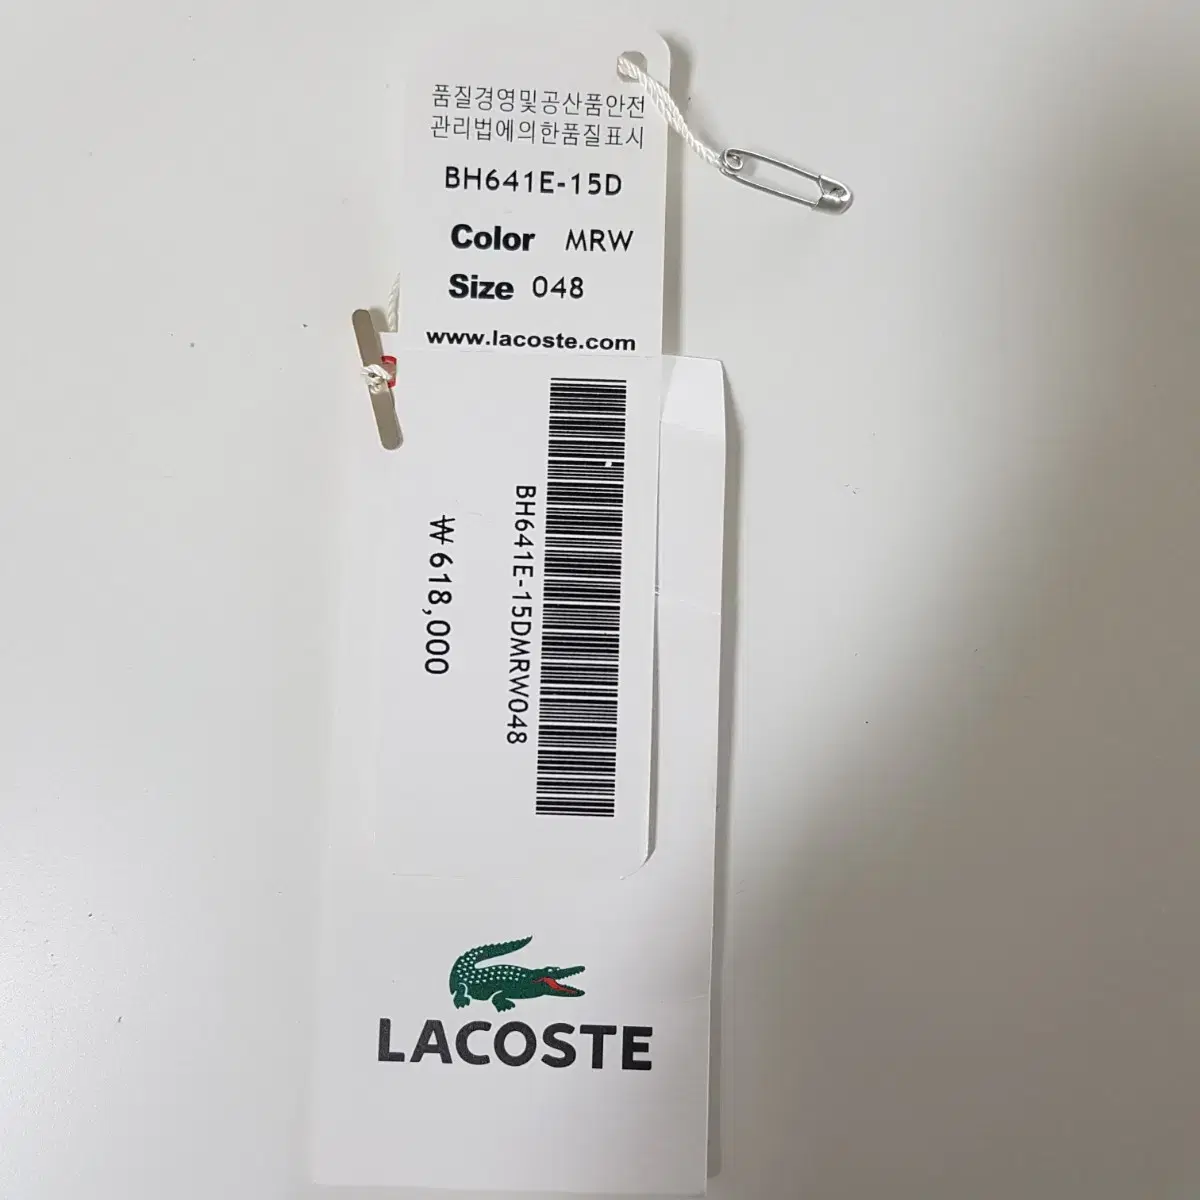 품질경영및공산품안전
관리법에의한품질표시
BH641E-15D
Color MRW
Size 048
www.lacoste.com
BH641E-15DMRW048
₩618,000
LACOSTE